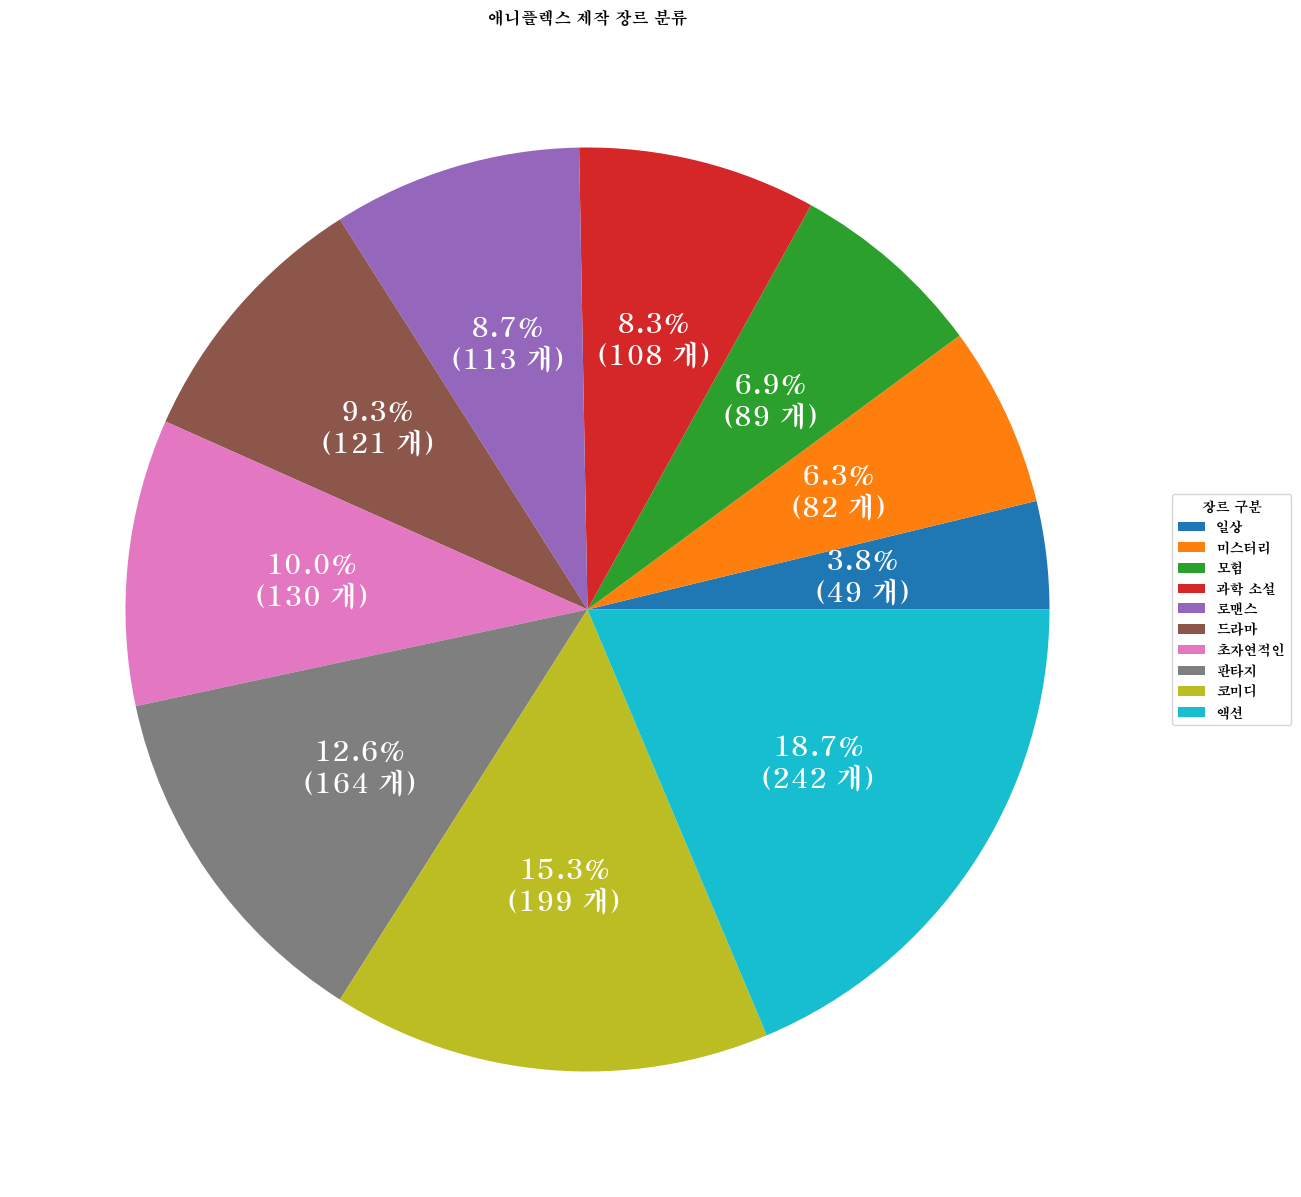 애니플렉스 제작 장르 분류
8.7%
(113 개)
8.3%
(108 개)
6.9%
(89 개)
9.3%
(121 개)
6.3%
(82 개)
3.8%
(49 개)
10.0%
(130 개)
18.7%
(242 개)
12.6%
(164 개)
15.3%
(199 개)
장르 구분
일상
미스터리
모험
과학 소설
로맨스
드라마
초자연적인
판타지
코미디
액션